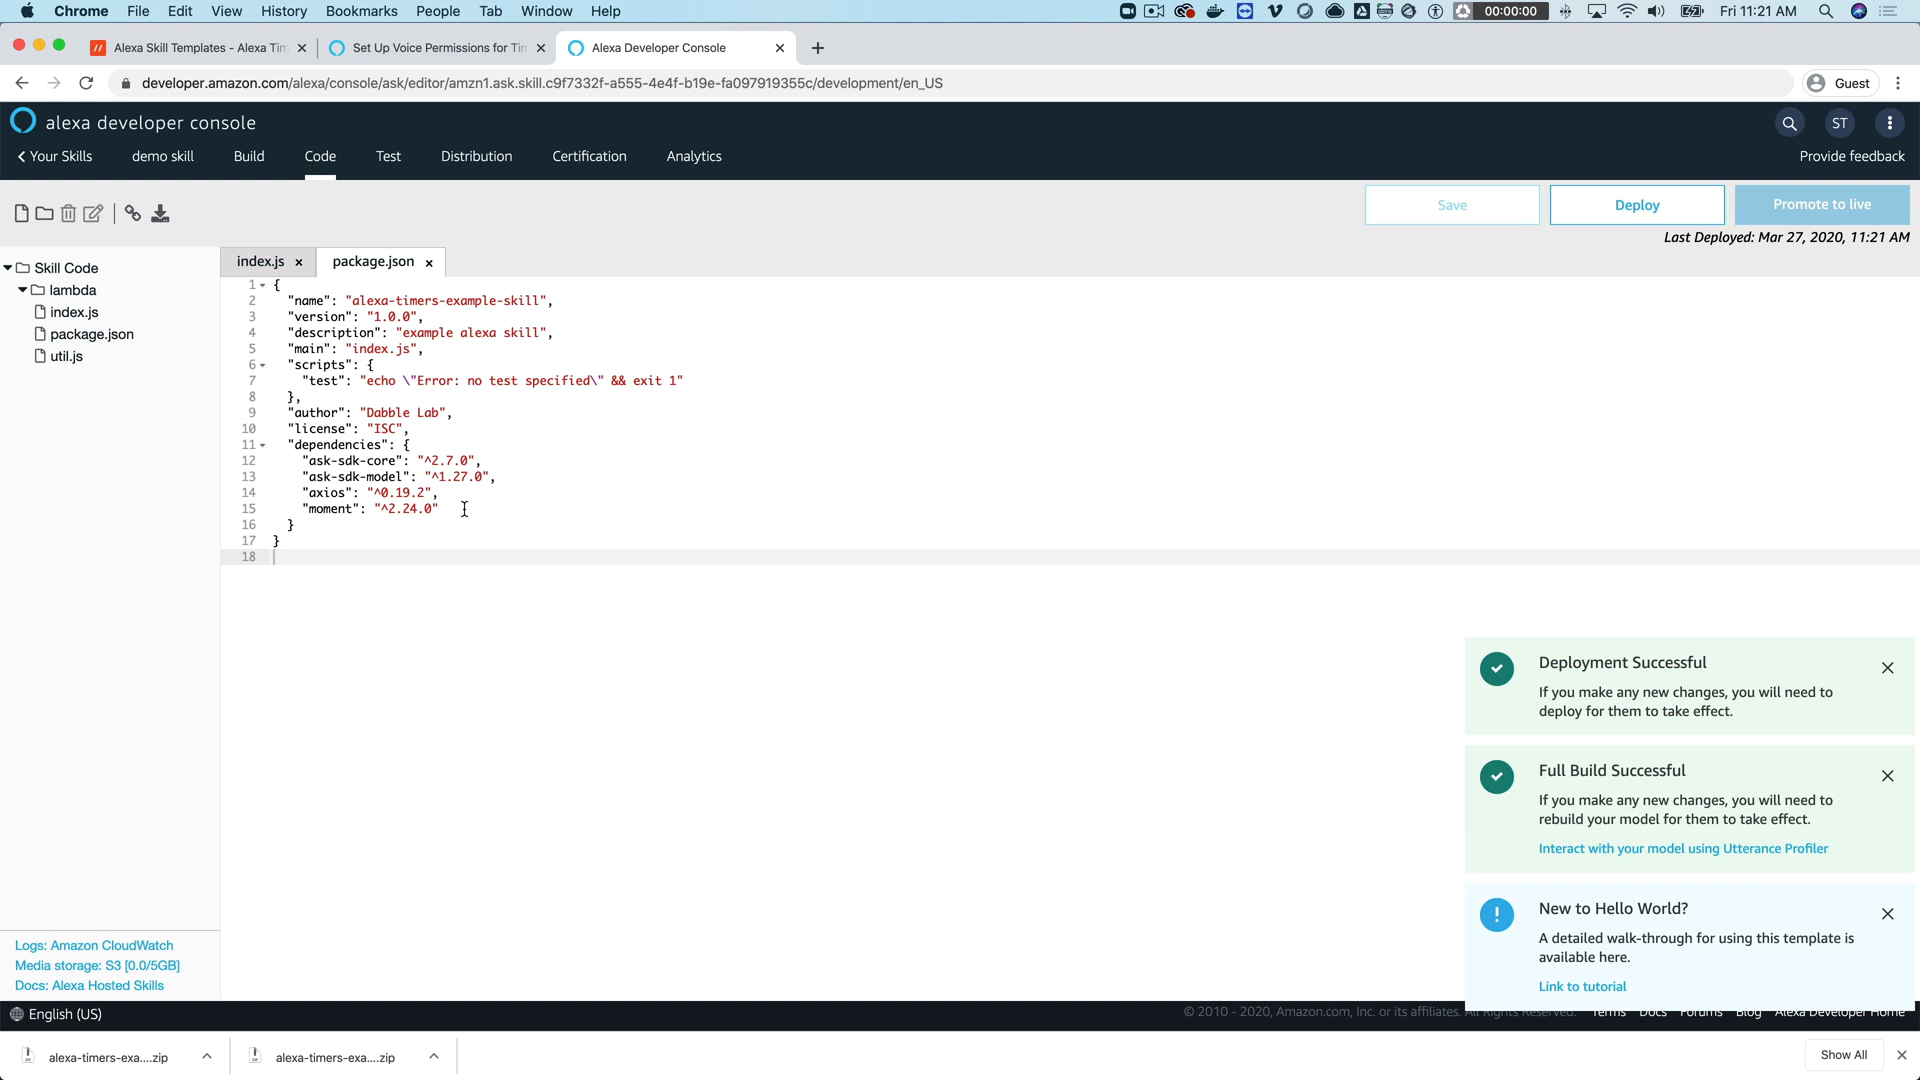 Chrome File Edit View History Bookmarks People Tab Window Help 00:00:00 Fri 11:21 AM
Alexa Skill Templates - Alexa Tim Set Up Voice Permissions for Tim Alexa Developer Console
developer.amazon.com/alexa/console/ask/editor/amzn1.ask.skill.c9f7332f-a555-4e4f-b19e-fa097919355c/development/en_US Guest
alexa developer console ST
Your Skills demo skill Build Code Test Distribution Certification Analytics Provide feedback
Save Deploy Promote to live
Last Deployed: Mar 27, 2020, 11:21 AM
Skill Code
lambda
index.js
package.json
util.js
index.js package.json
1 {
2 "name": "alexa-timers-example-skill",
3 "version": "1.0.0",
4 "description": "example alexa skill",
5 "main": "index.js",
6 "scripts": {
7 "test": "echo \"Error: no test specified\" && exit 1"
8 },
9 "author": "Dabble Lab",
10 "license": "ISC",
11 "dependencies": {
12 "ask-sdk-core": "^2.7.0",
13 "ask-sdk-model": "^1.27.0",
14 "axios": "^0.19.2",
15 "moment": "^2.24.0"
16 }
17 }
18
Deployment Successful
If you make any new changes, you will need to
deploy for them to take effect.
Full Build Successful
If you make any new changes, you will need to
rebuild your model for them to take effect.
Interact with your model using Utterance Profiler
New to Hello World?
A detailed walk-through for using this template is
available here.
Link to tutorial
Logs: Amazon CloudWatch
Media storage: S3 [0.0/5GB]
Docs: Alexa Hosted Skills
English (US) © 2010 - 2020, Amazon.com, Inc. or its affiliates. All Rights Reserved. Terms Docs Forums Blog Alexa Developer Home
alexa-timers-exa....zip alexa-timers-exa....zip Show All